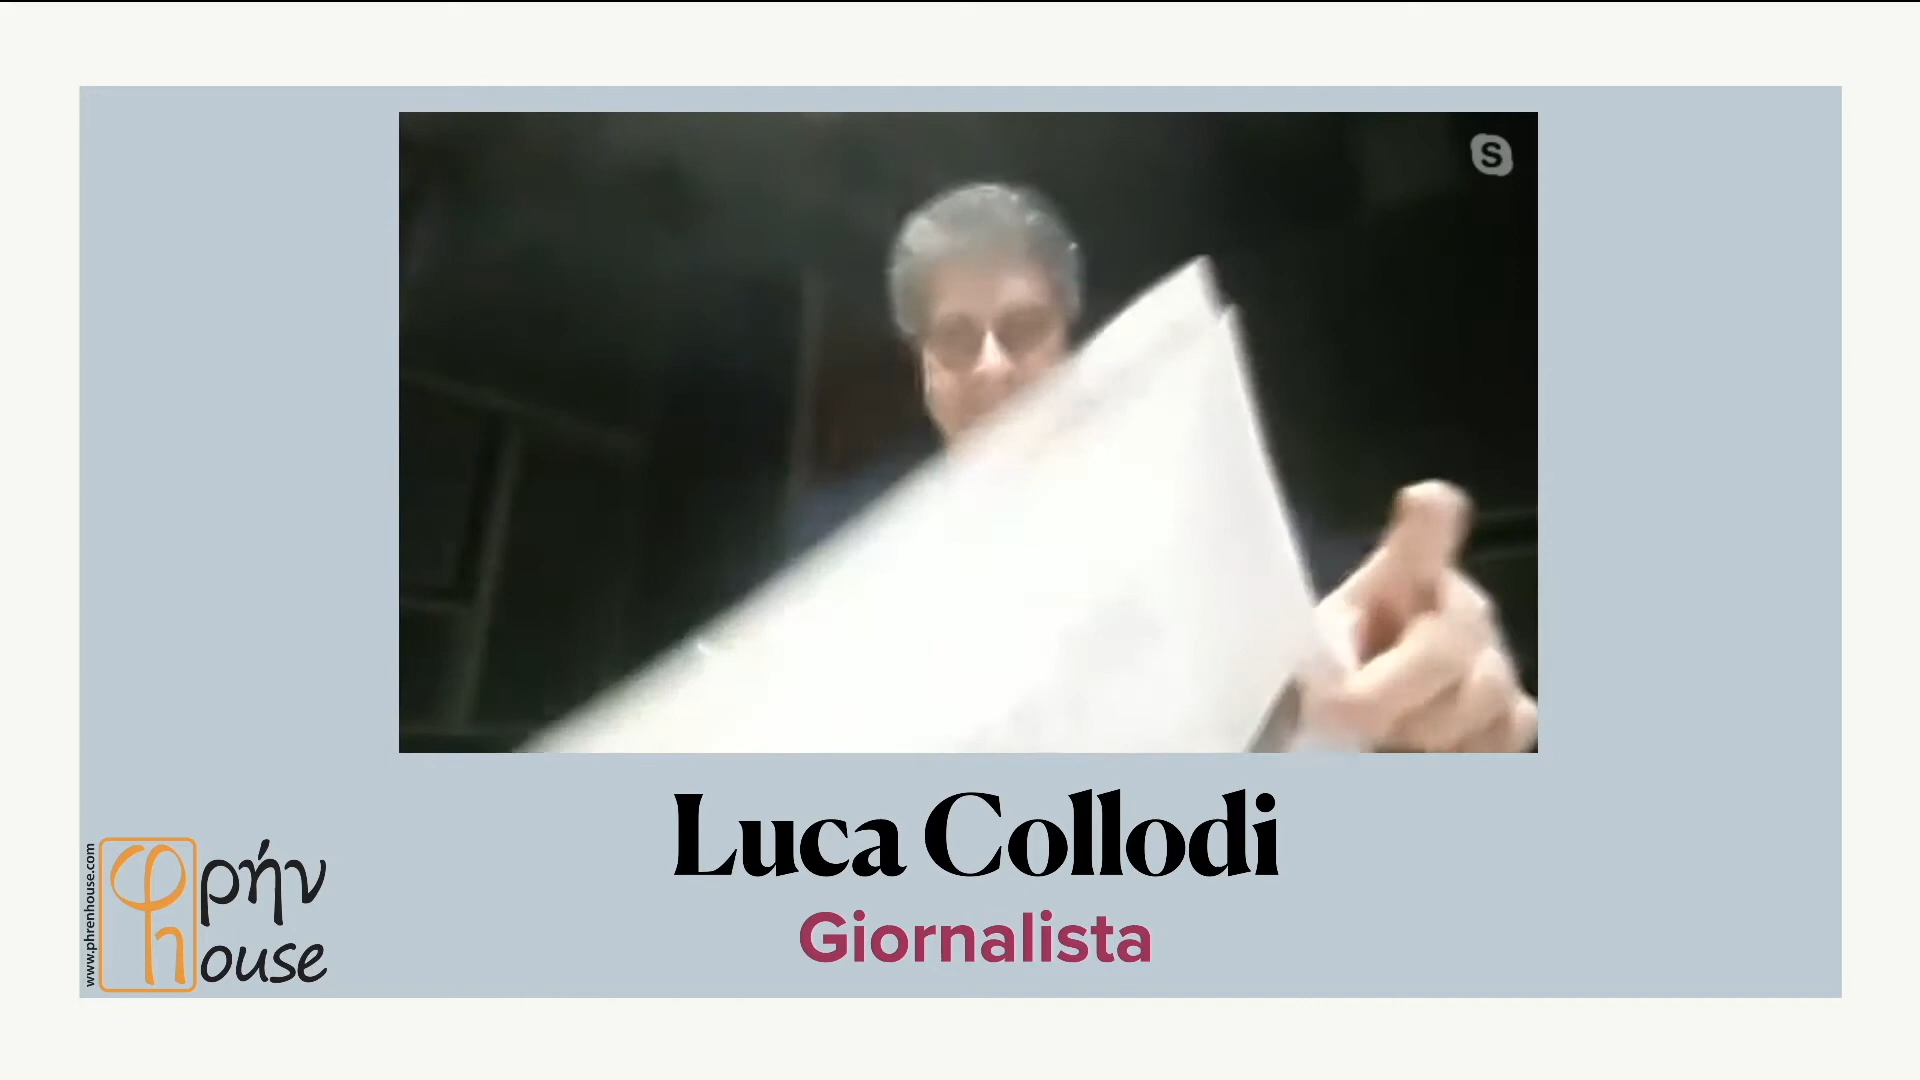 S
Luca Collodi
Giornalista
www.phrenhouse.com
φρήν
house